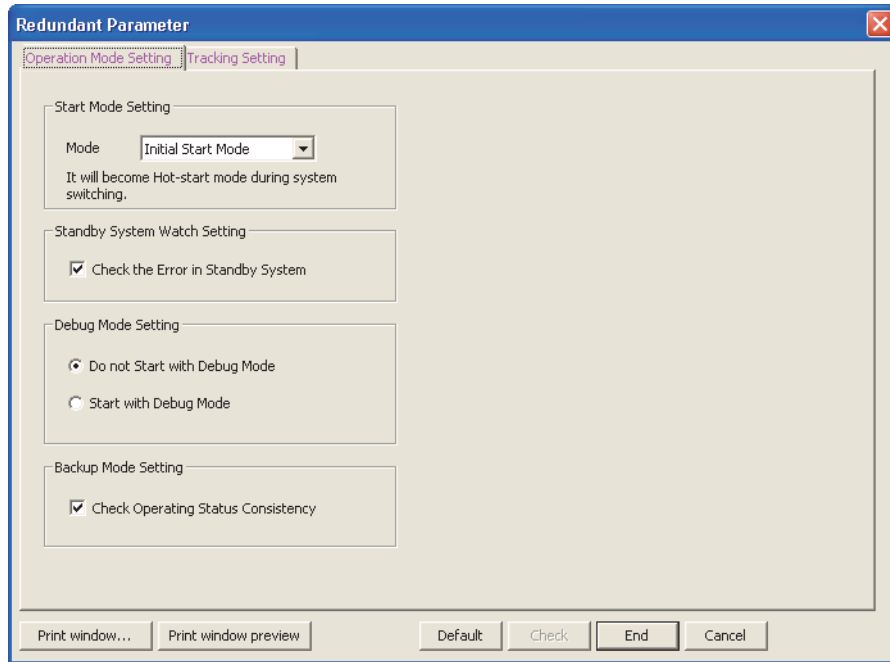 Redundant Parameter
Operation Mode Setting
Tracking Setting
Start Mode Setting
Mode
Initial Start Mode
It will become Hot-start mode during system
switching.
Standby System Watch Setting
Check the Error in Standby System
Debug Mode Setting
Do not Start with Debug Mode
Start with Debug Mode
Backup Mode Setting
Check Operating Status Consistency
Print window...
Print window preview
Default
Check
End
Cancel